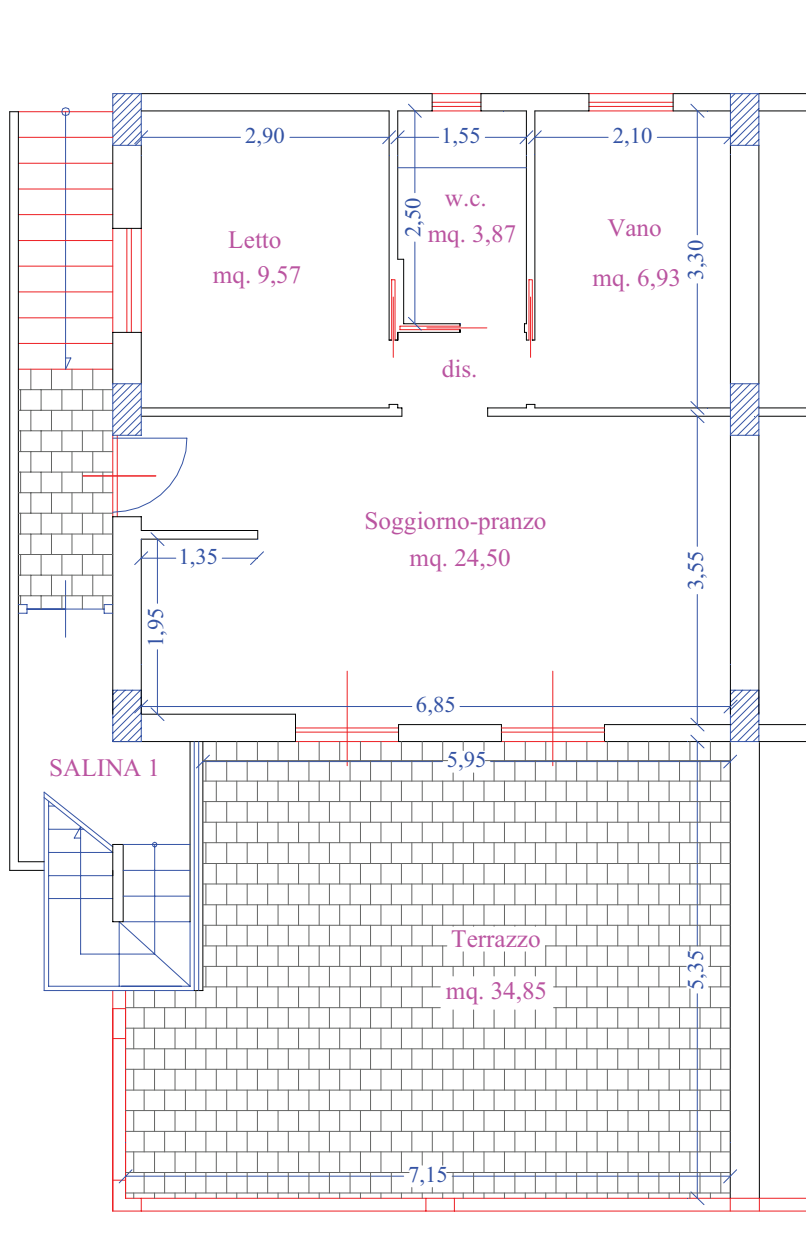 2,90
1,55
2,10
Letto
mq. 9,57
2,50
w.c.
mq. 3,87
Vano
mq. 6,93
3,30
dis.
Soggiorno-pranzo
mq. 24,50
1,35
1,95
3,55
6,85
SALINA 1
5,95
Terrazzo
mq. 34,85
5,35
7,15